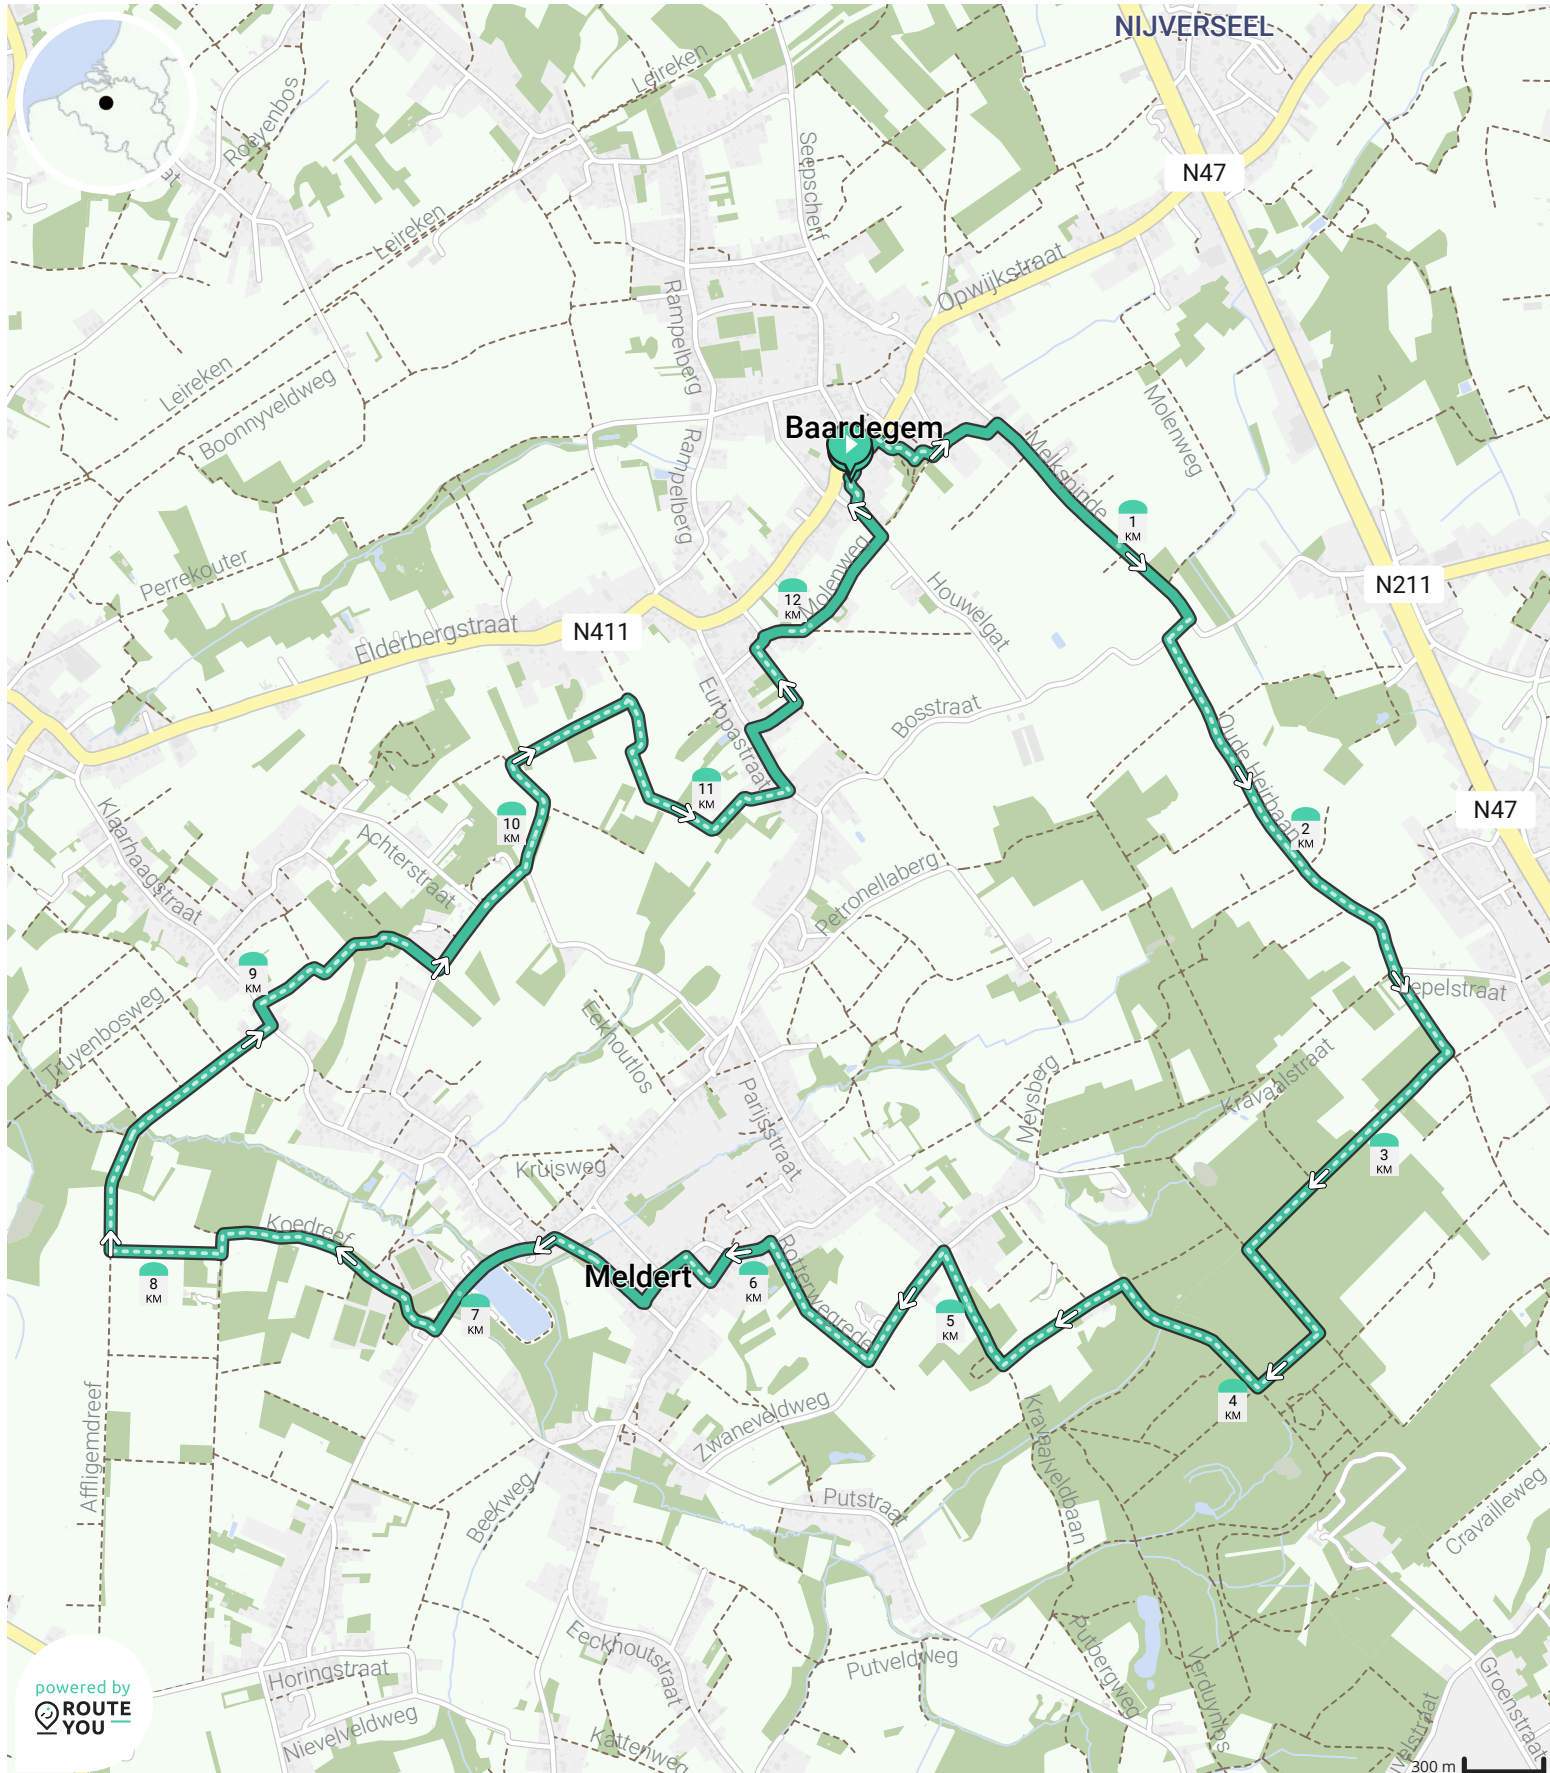 NIJVERSEEL
Leireken
Roeyenbos
Seepscherf
N47
Leireken
Opwijkstraat
Rampelberg
Leireken
Boonnyveldweg
Molenweg
Baardegem
Rampelberg
Melkspinde
1
KM
Perrekouter
Molenweg
N211
Houwelgat
12
KM
N411
Elderbergstraat
Europastraat
Bosstraat
Oude Heirbaan
11
KM
N47
10
KM
2
KM
Klaarhaagstraat
Achterstraat
Petronellaberg
9
KM
epelstraat
Truyenbosweg
Eekhoutlos
Kravaalstraat
Meysberg
Parijsstraat
3
KM
Kruisweg
Koedreef
Rotterwegrede
Meldert
8
KM
6
KM
7
KM
5
KM
4
KM
Affligemdreef
Zwaneveldweg
Kravaalveldbaan
Beekweg
Putstraat
Cravailleweg
Eeckhoutstraat
Putveldweg
Putbergweg
Verduynlos
Groenstraat
Horingstraat
powered by
ROUTE
YOU
Nievelveldweg
Kattenweg
velstraat
300 m